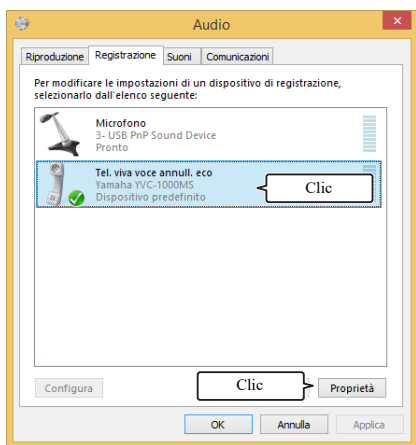 Audio
Riproduzione Registrazione Suoni Comunicazioni
Per modificare le impostazioni di un dispositivo di registrazione,
selezionarlo dall'elenco seguente:
Microfono
3- USB PnP Sound Device
Pronto
Tel. viva voce annull. eco
Yamaha YVC-1000MS
Dispositivo predefinito
Clic
Configura
Clic
Proprietà
OK Annulla Applica